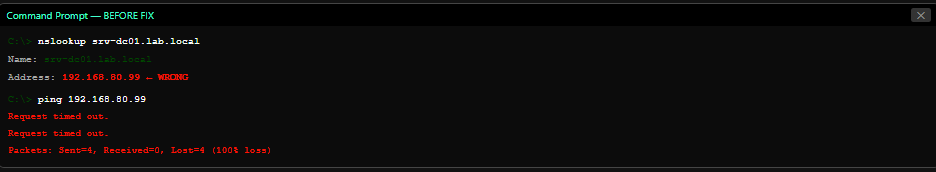 Command Prompt — BEFORE FIX
C:\> nslookup srv-dc01.lab.local
Name: srv-dc01.lab.local
Address: 192.168.80.99 ← WRONG
C:\> ping 192.168.80.99
Request timed out.
Request timed out.
Packets: Sent=4, Received=0, Lost=4 (100% loss)